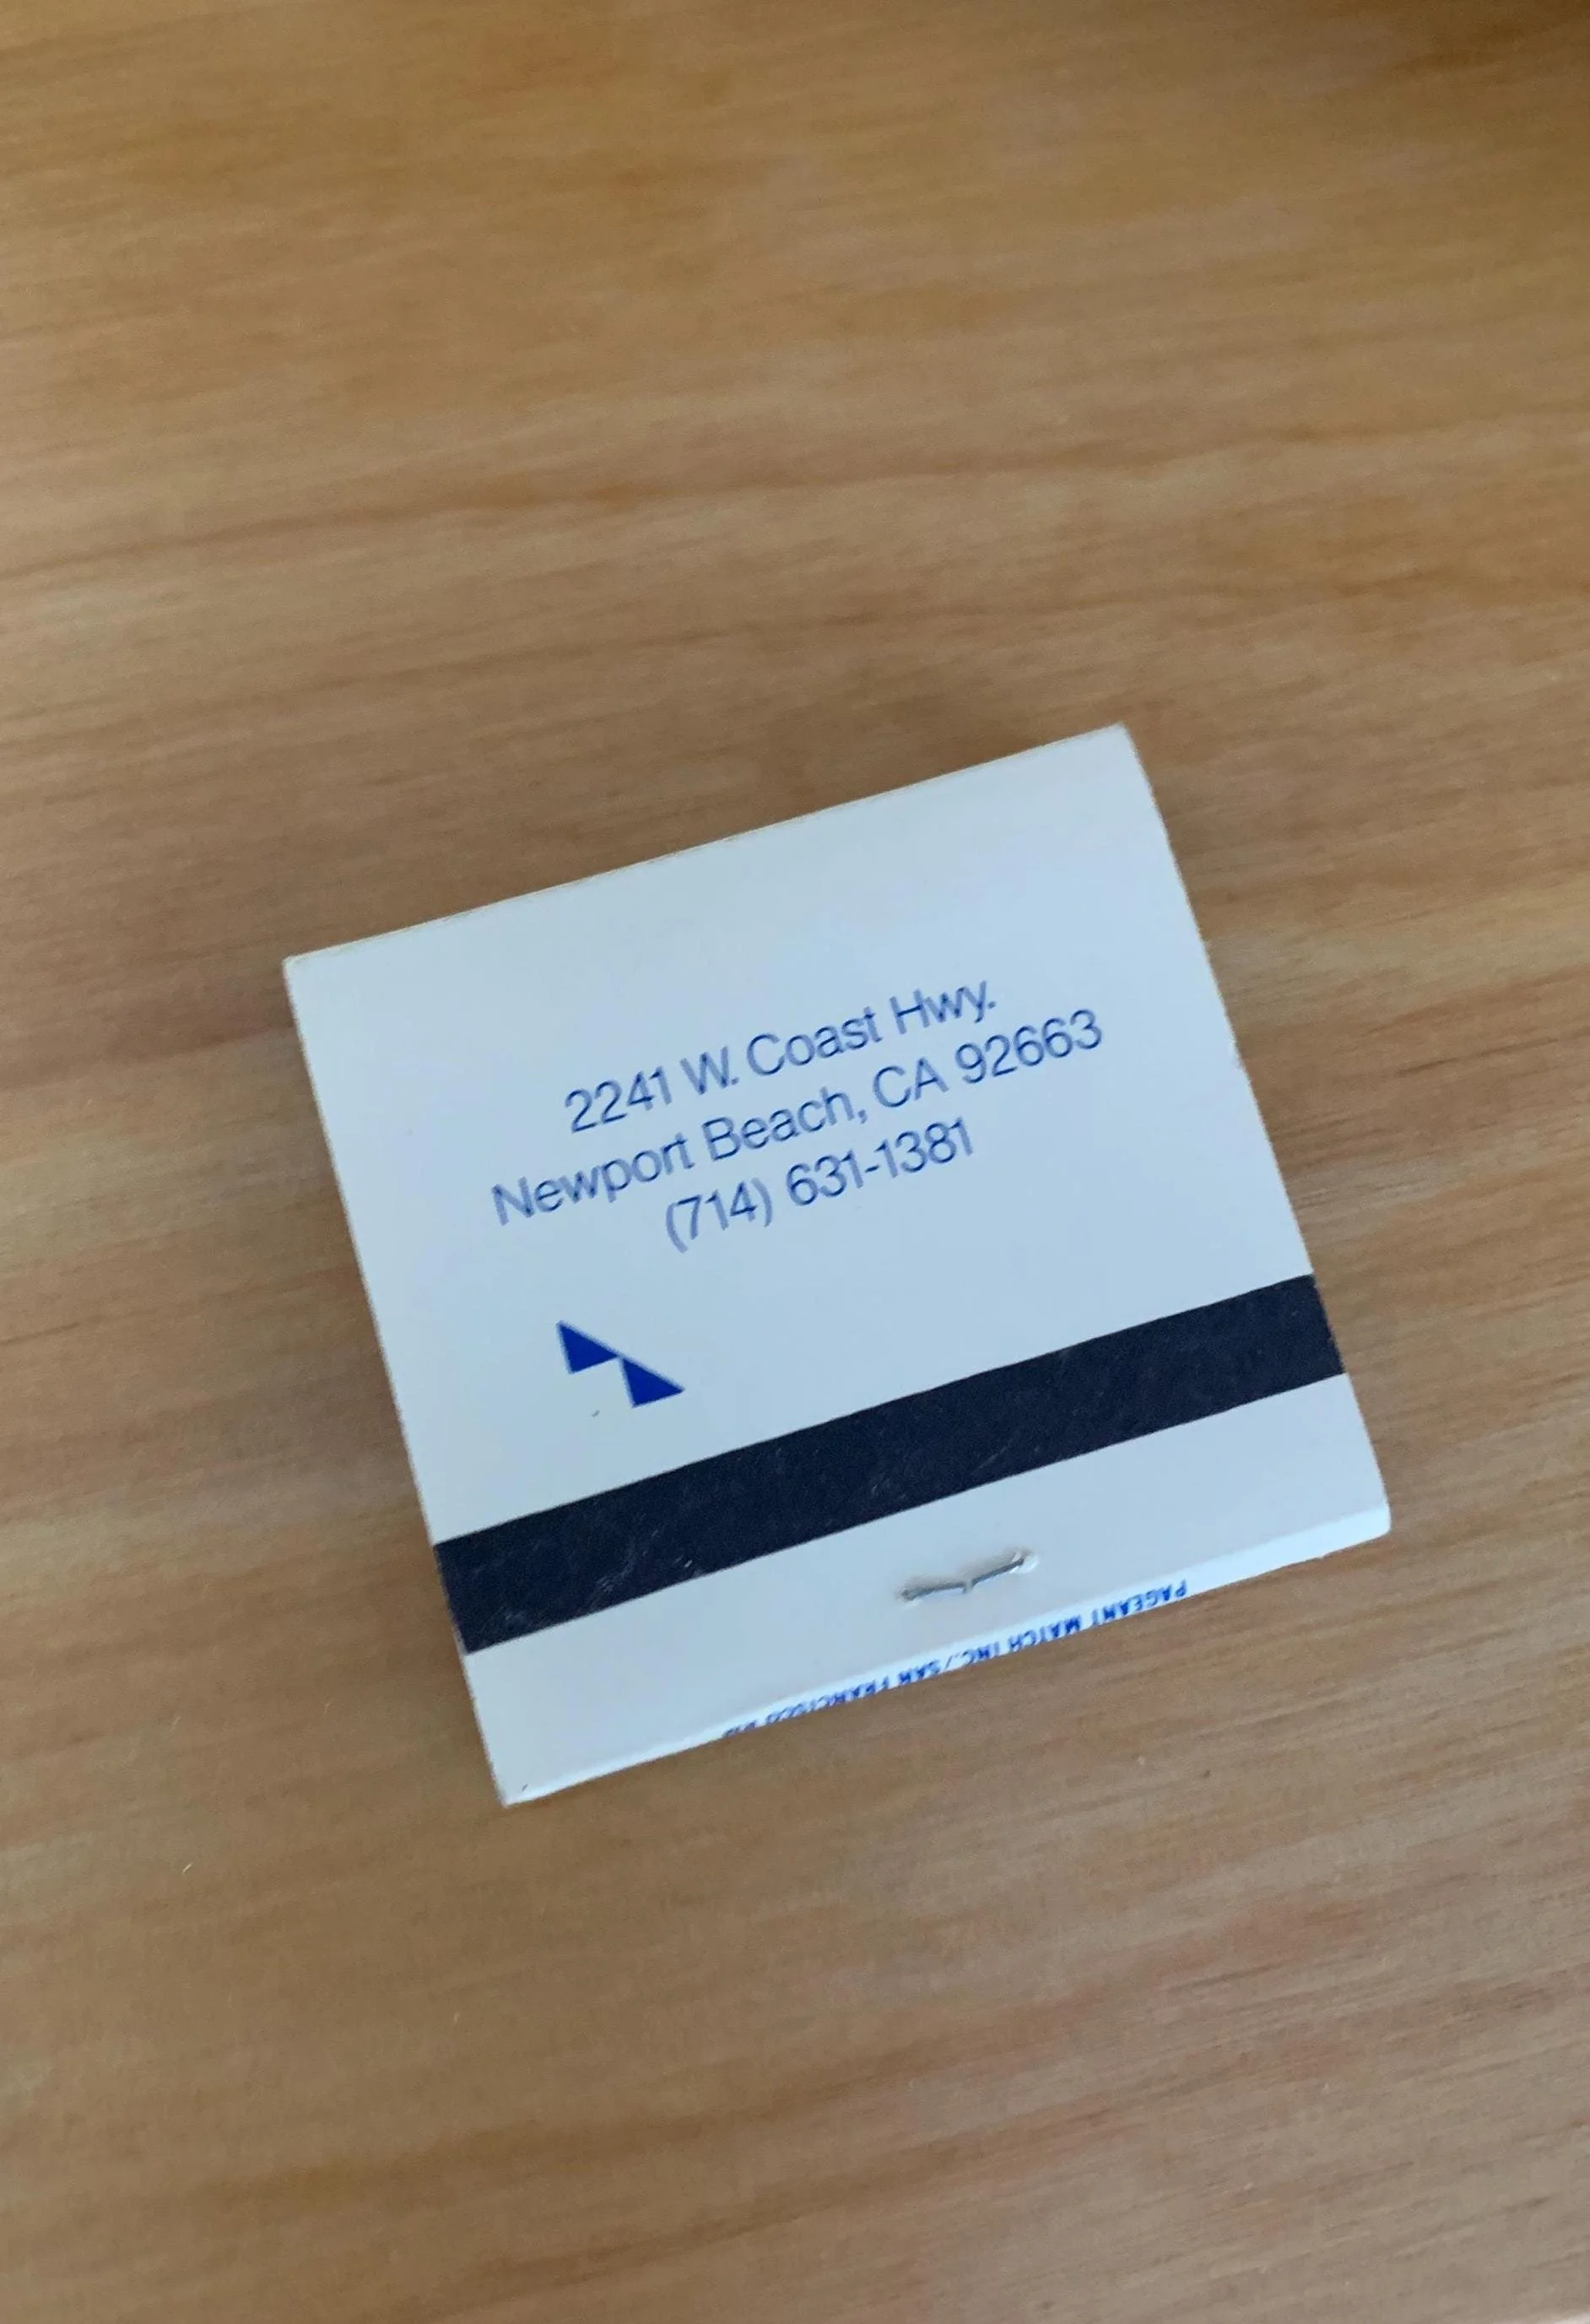 2241 W. Coast Hwy.
Newport Beach, CA 92663
(714) 631-1381
PAGEANT MATCH INC./SAN FRANCISCO